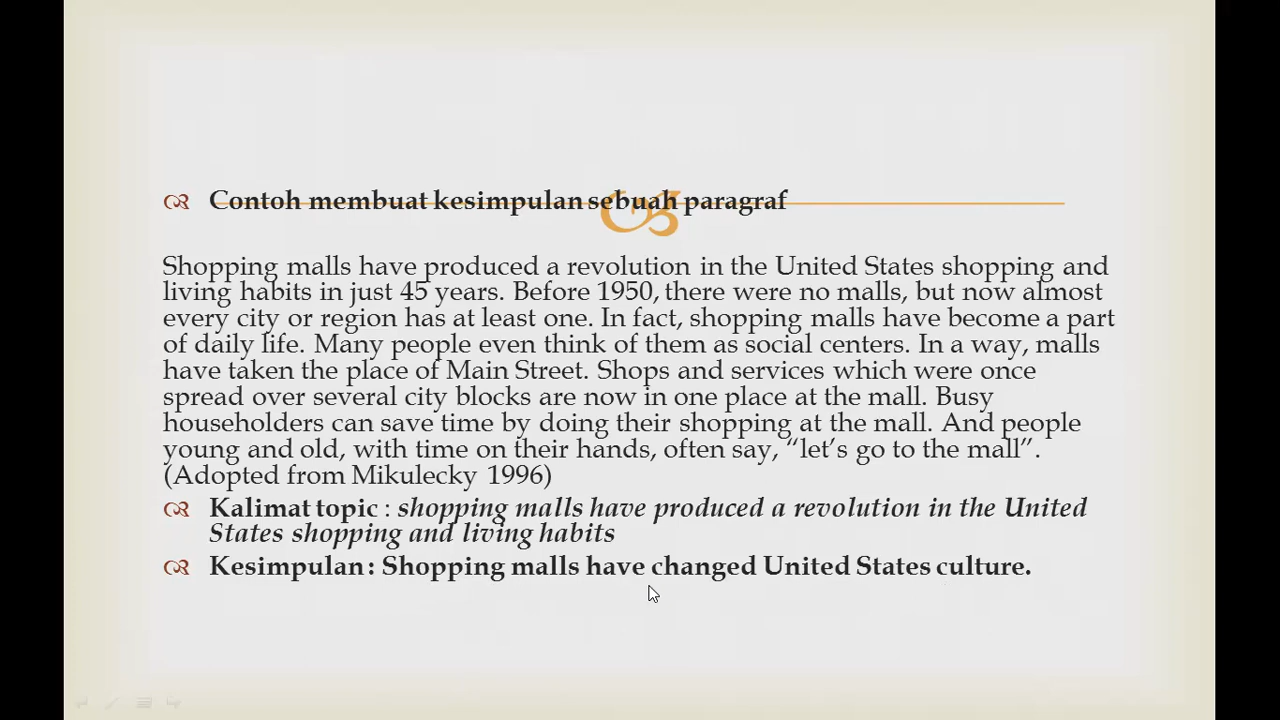 Contoh membuat kesimpulan sebuah paragraf
Shopping malls have produced a revolution in the United States shopping and
living habits in just 45 years. Before 1950, there were no malls, but now almost
every city or region has at least one. In fact, shopping malls have become a part
of daily life. Many people even think of them as social centers. In a way, malls
have taken the place of Main Street. Shops and services which were once
spread over several city blocks are now in one place at the mall. Busy
householders can save time by doing their shopping at the mall. And people
young and old, with time on their hands, often say, “let’s go to the mall”.
(Adopted from Mikulecky 1996)
Kalimat topic : shopping malls have produced a revolution in the United
States shopping and living habits
Kesimpulan : Shopping malls have changed United States culture.